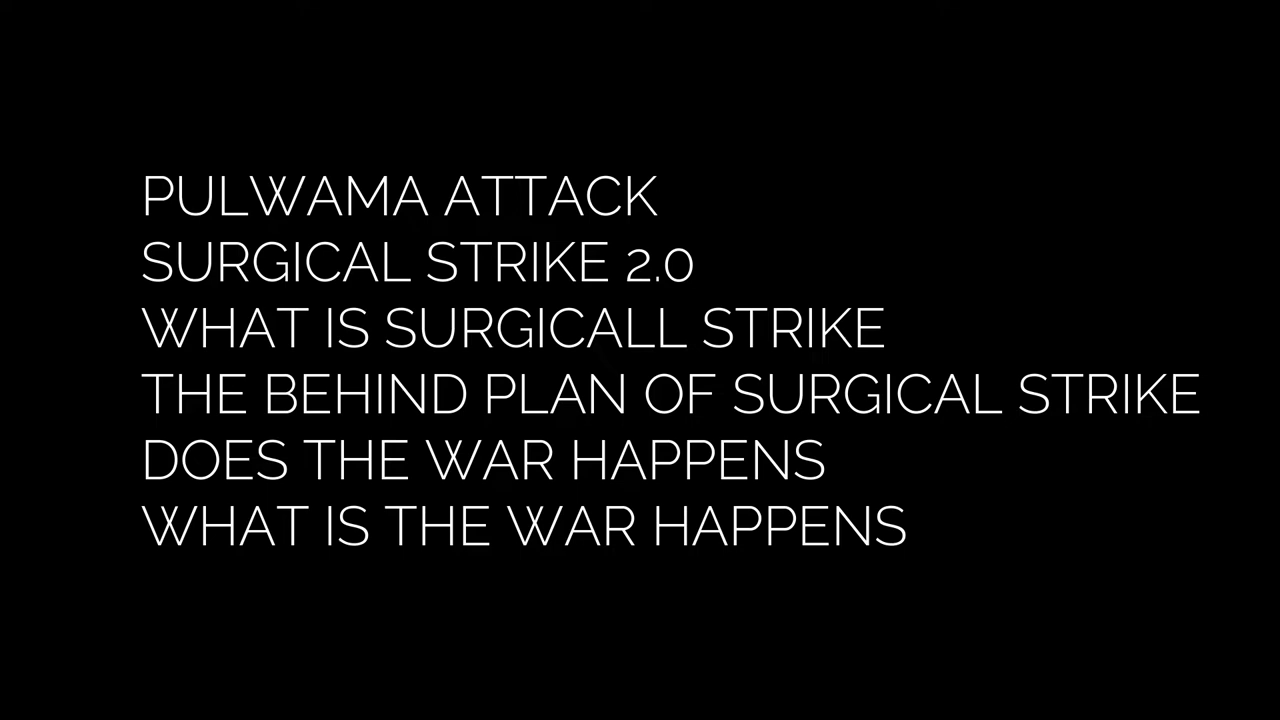 PULWAMA ATTACK
SURGICAL STRIKE 2.0
WHAT IS SURGICALL STRIKE
THE BEHIND PLAN OF SURGICAL STRIKE
DOES THE WAR HAPPENS
WHAT IS THE WAR HAPPENS